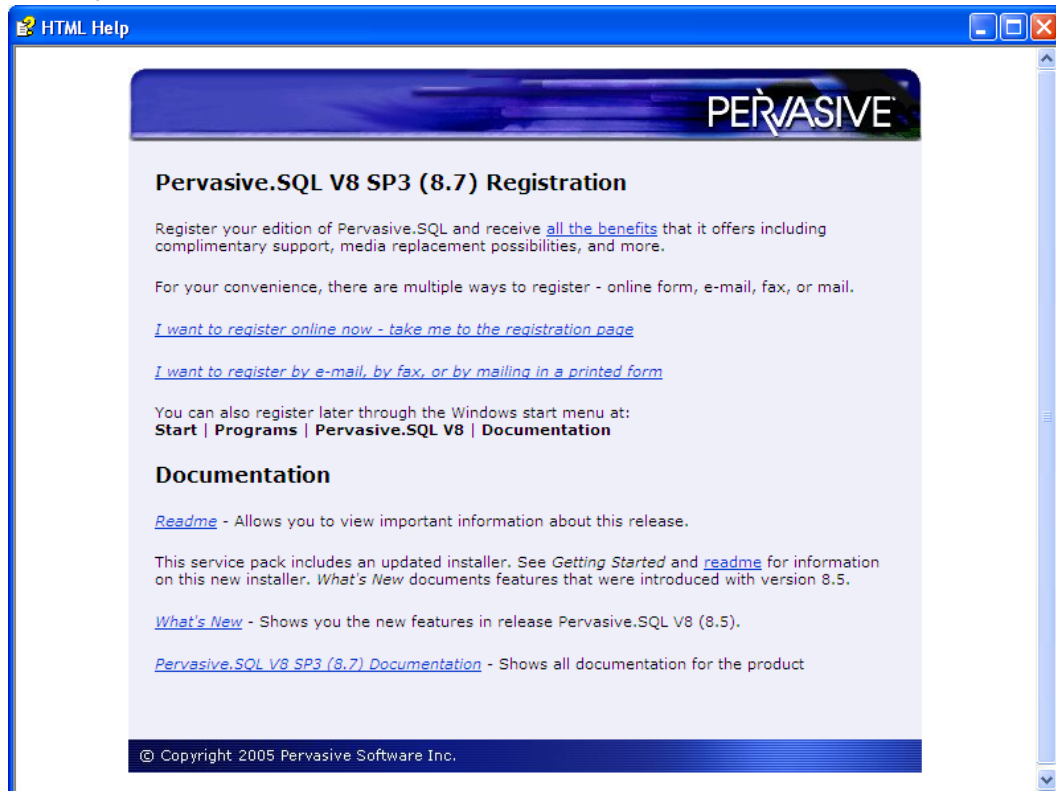 HTML Help
PERVASIVE
Pervasive.SQL V8 SP3 (8.7) Registration
Register your edition of Pervasive.SQL and receive all the benefits that it offers including
complimentary support, media replacement possibilities, and more.
For your convenience, there are multiple ways to register - online form, e-mail, fax, or mail.
I want to register online now - take me to the registration page
I want to register by e-mail, by fax, or by mailing in a printed form
You can also register later through the Windows start menu at:
Start | Programs | Pervasive.SQL V8 | Documentation
Documentation
Readme - Allows you to view important information about this release.
This service pack includes an updated installer. See Getting Started and readme for information
on this new installer. What's New documents features that were introduced with version 8.5.
What's New - Shows you the new features in release Pervasive.SQL V8 (8.5).
Pervasive.SQL V8 SP3 (8.7) Documentation - Shows all documentation for the product
© Copyright 2005 Pervasive Software Inc.